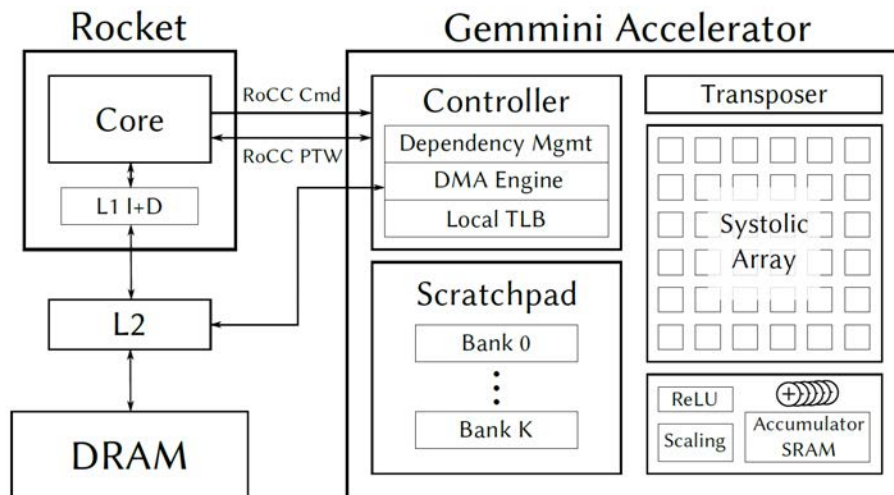 Rocket
Gemmini Accelerator
Core
RoCC Cmd
RoCC PTW
L1 I+D
L2
DRAM
Controller
Dependency Mgmt
DMA Engine
Local TLB
Scratchpad
Bank 0
Bank K
Transposer
Systolic
Array
ReLU
Scaling
Accumulator
SRAM